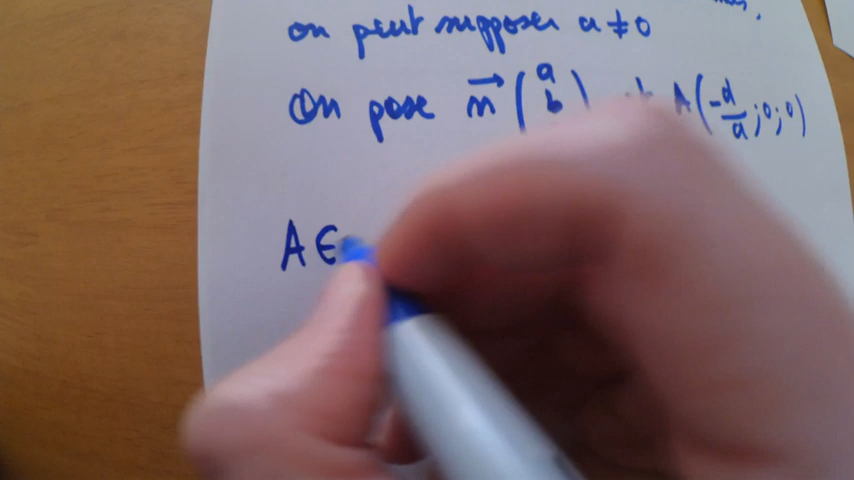 on peut supposer a ≠ 0
On pose n⃗ (a b) A(-d/a ; 0 ; 0)
A ∈